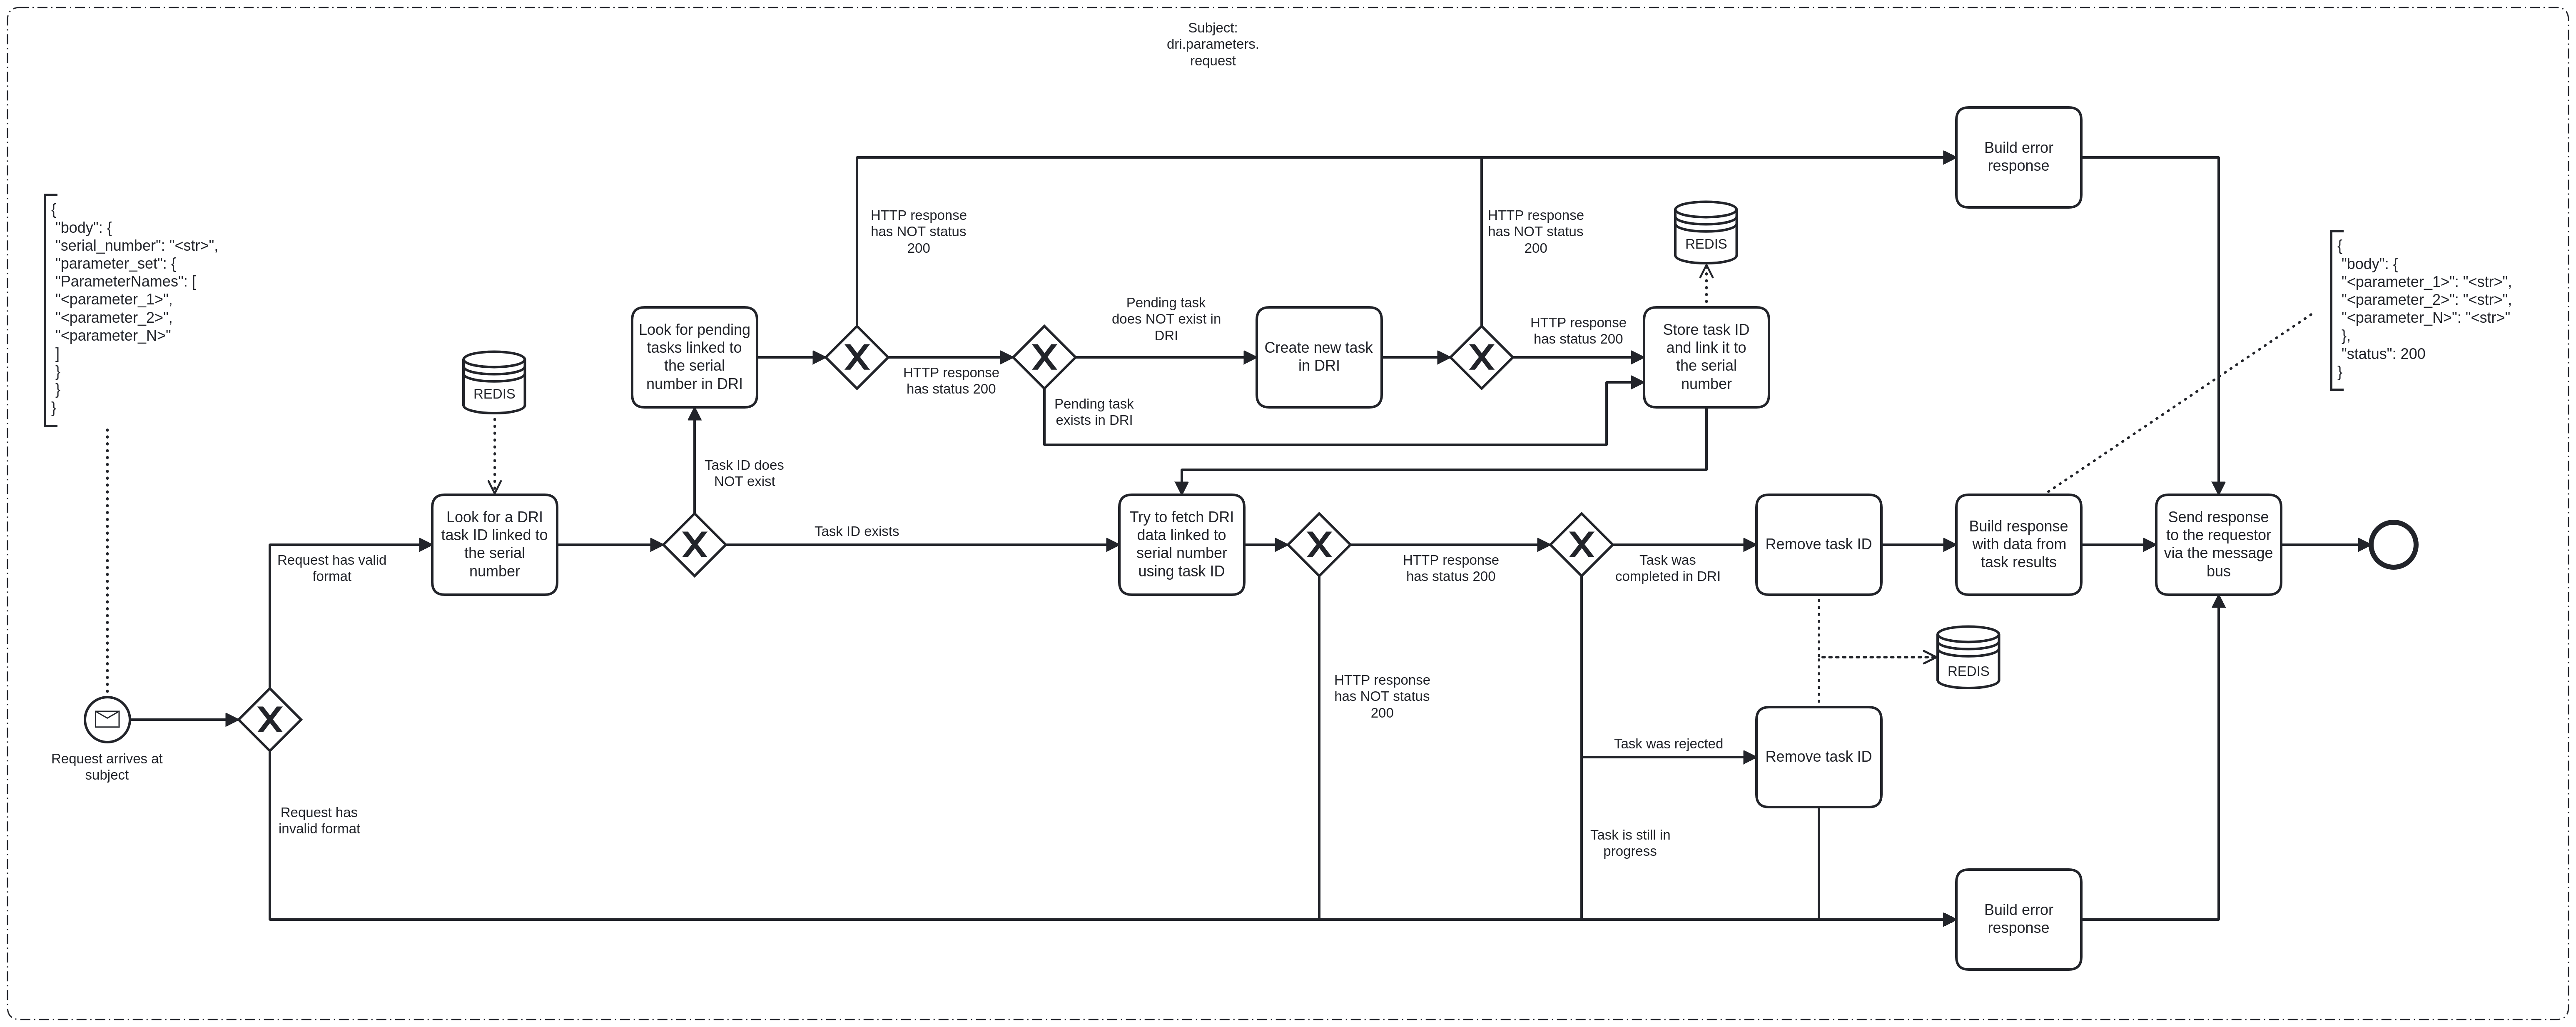 Subject:
dri.parameters.
request
{
"body": {
"serial_number": "<str>",
"parameter_set": {
"ParameterNames": [
"<parameter_1>",
"<parameter_2>",
"<parameter_N>"
]
}
}
}
Request arrives at
subject
Request has valid
format
Request has
invalid format
REDIS
Look for a DRI
task ID linked to
the serial
number
Task ID does
NOT exist
Task ID exists
Look for pending
tasks linked to
the serial
number in DRI
HTTP response
has NOT status
200
HTTP response
has status 200
Pending task
does NOT exist in
DRI
Pending task
exists in DRI
Create new task
in DRI
HTTP response
has NOT status
200
HTTP response
has status 200
REDIS
Store task ID
and link it to
the serial
number
Try to fetch DRI
data linked to
serial number
using task ID
HTTP response
has status 200
HTTP response
has NOT status
200
Task was
completed in DRI
Task was rejected
Task is still in
progress
Remove task ID
REDIS
Remove task ID
Build error
response
Build response
with data from
task results
Build error
response
Send response
to the requestor
via the message
bus
{
"body": {
"<parameter_1>": "<str>",
"<parameter_2>": "<str>",
"<parameter_N>": "<str>"
},
"status": 200
}